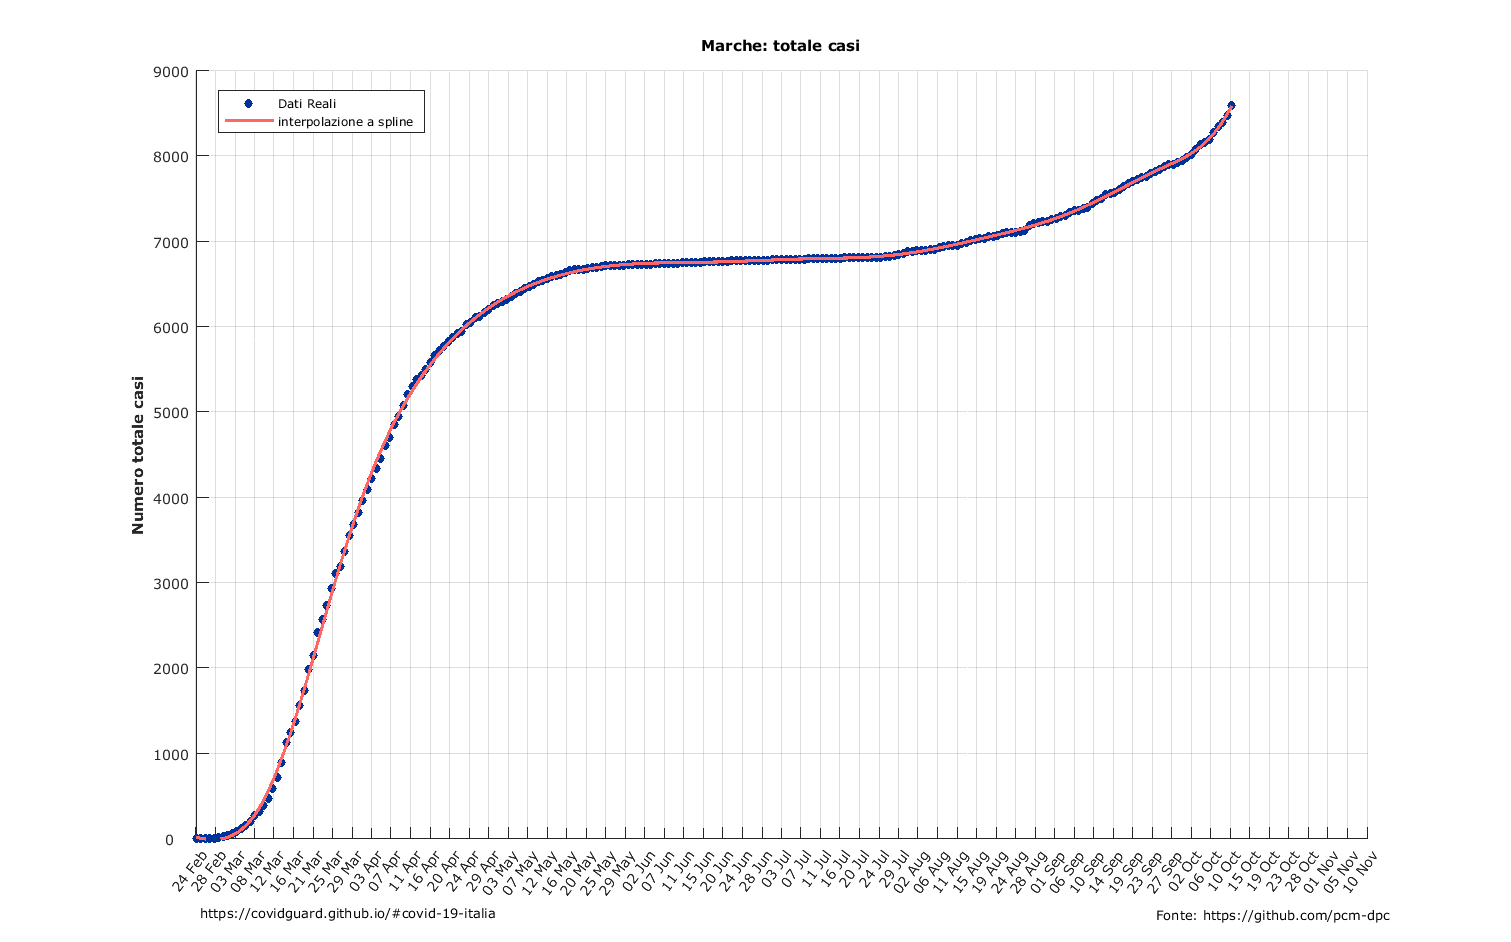 Marche: totale casi
Numero totale casi
9000
8000
7000
6000
5000
4000
3000
2000
1000
0
Dati Reali
interpolazione a spline
24 Feb
28 Feb
03 Mar
08 Mar
12 Mar
16 Mar
21 Mar
25 Mar
29 Mar
03 Apr
07 Apr
11 Apr
16 Apr
20 Apr
24 Apr
29 Apr
03 May
07 May
12 May
16 May
20 May
25 May
29 May
02 Jun
07 Jun
11 Jun
15 Jun
20 Jun
24 Jun
28 Jun
03 Jul
07 Jul
11 Jul
16 Jul
20 Jul
24 Jul
29 Jul
02 Aug
06 Aug
11 Aug
15 Aug
19 Aug
24 Aug
28 Aug
01 Sep
06 Sep
10 Sep
14 Sep
19 Sep
23 Sep
27 Sep
02 Oct
06 Oct
10 Oct
15 Oct
19 Oct
23 Oct
28 Oct
01 Nov
05 Nov
10 Nov
https://covidguard.github.io/#covid-19-italia
Fonte: https://github.com/pcm-dpc